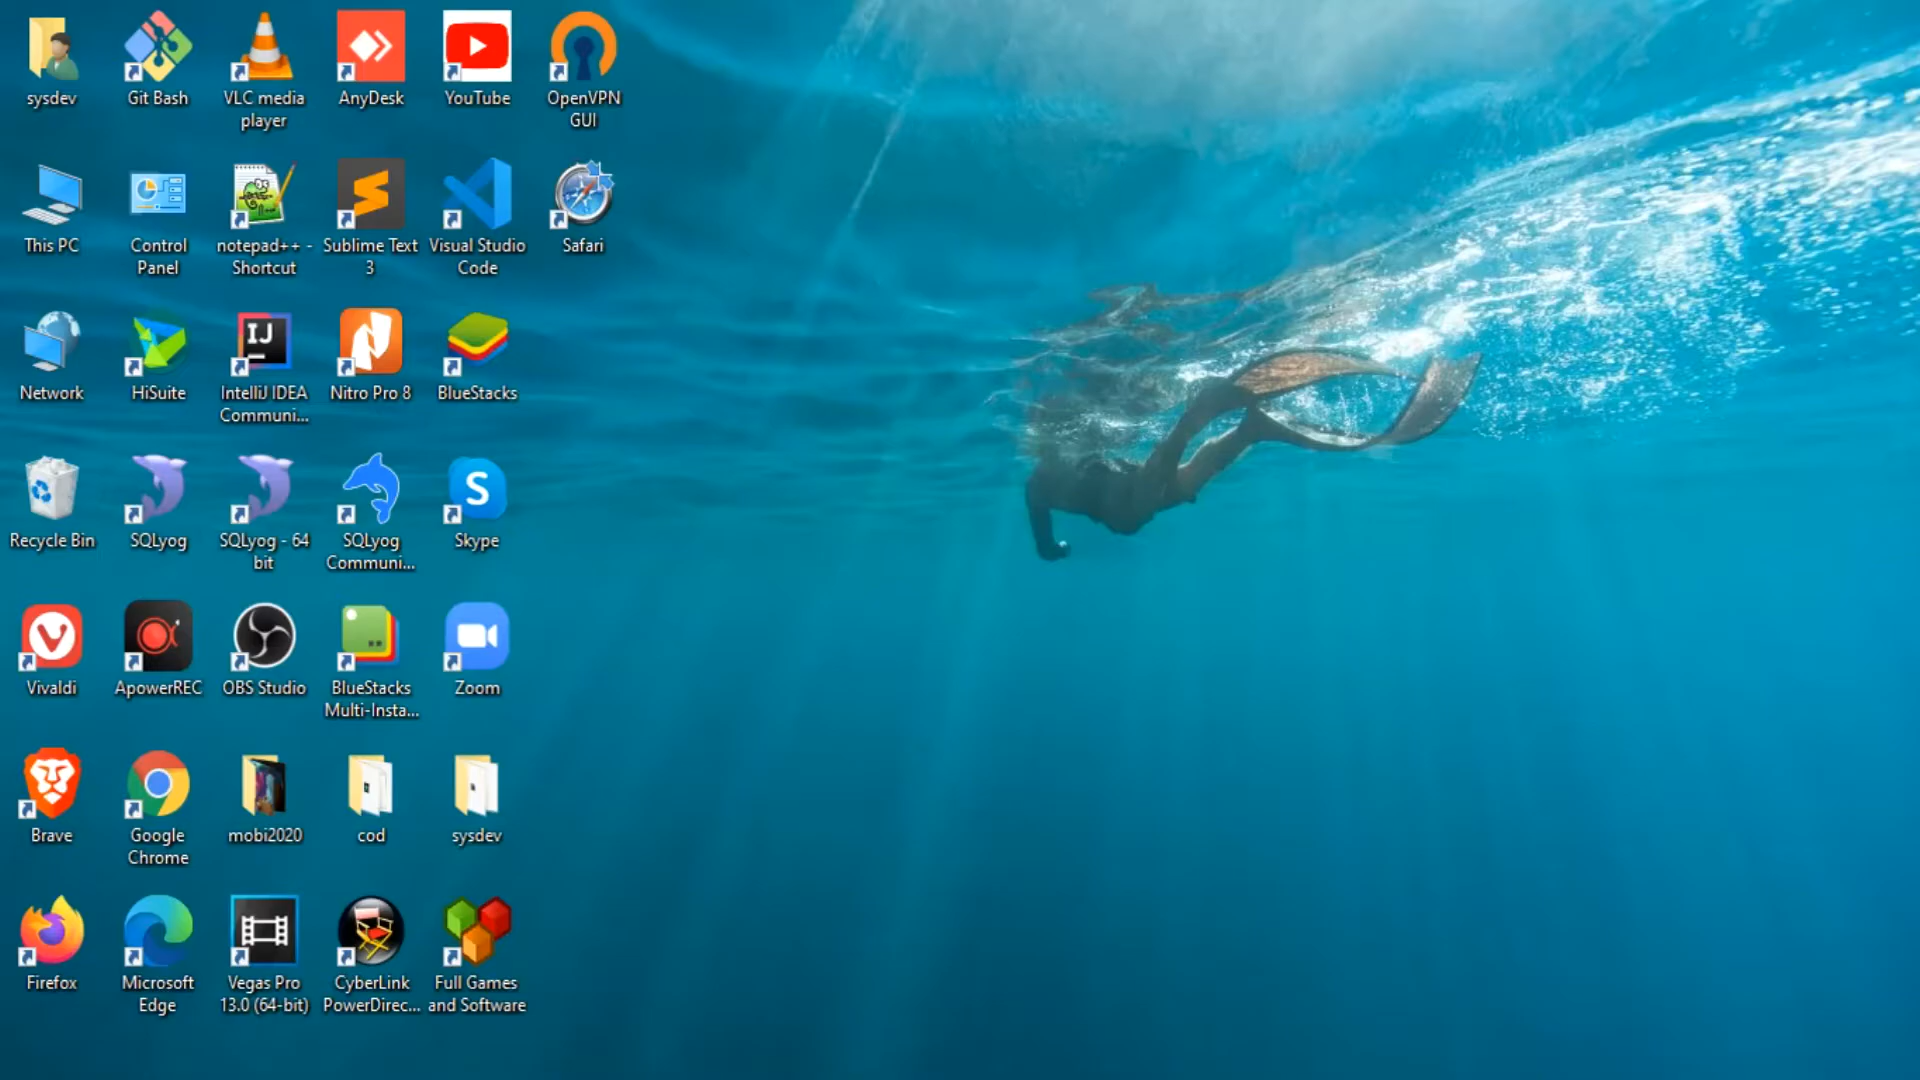 sysdev
Git Bash
VLC media
player
AnyDesk
YouTube
OpenVPN
GUI
This PC
Control
Panel
notepad++ -
Shortcut
Sublime Text
3
Visual Studio
Code
Safari
Network
HiSuite
IJ
IntelliJ IDEA
Communi...
Nitro Pro 8
BlueStacks
Recycle Bin
SQLyog
SQLyog - 64
bit
SQLyog
Communi...
S
Skype
Vivaldi
ApowerREC
OBS Studio
BlueStacks
Multi-Insta...
Zoom
Brave
Google
Chrome
mobi2020
cod
sysdev
Firefox
Microsoft
Edge
Vegas Pro
13.0 (64-bit)
CyberLink
PowerDirec...
Full Games
and Software